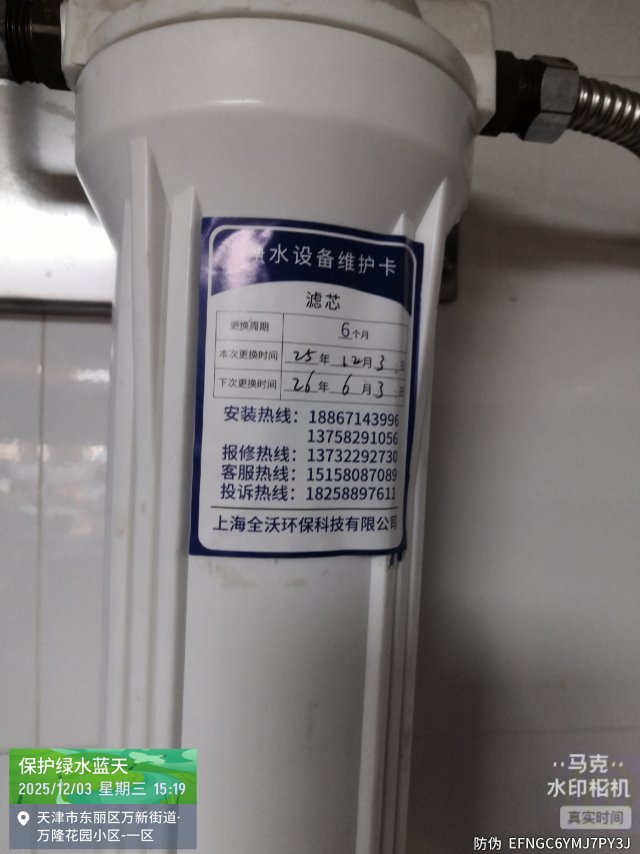 水设备维护卡
滤芯
更换周期 6个月
本次更换时间 25年12月3日
下次更换时间 26年6月3日
安装热线：18867143996
13758291056
报修热线：13732292730
客服热线：15158087089
投诉热线：18258897611
上海全沃环保科技有限公司
保护绿水蓝天
2025/12/03 星期三 15:19
天津市东丽区万新街道·
万隆花园小区-一区
马克
水印相机
真实时间
防伪 EFNGC6YMJ7PY3J